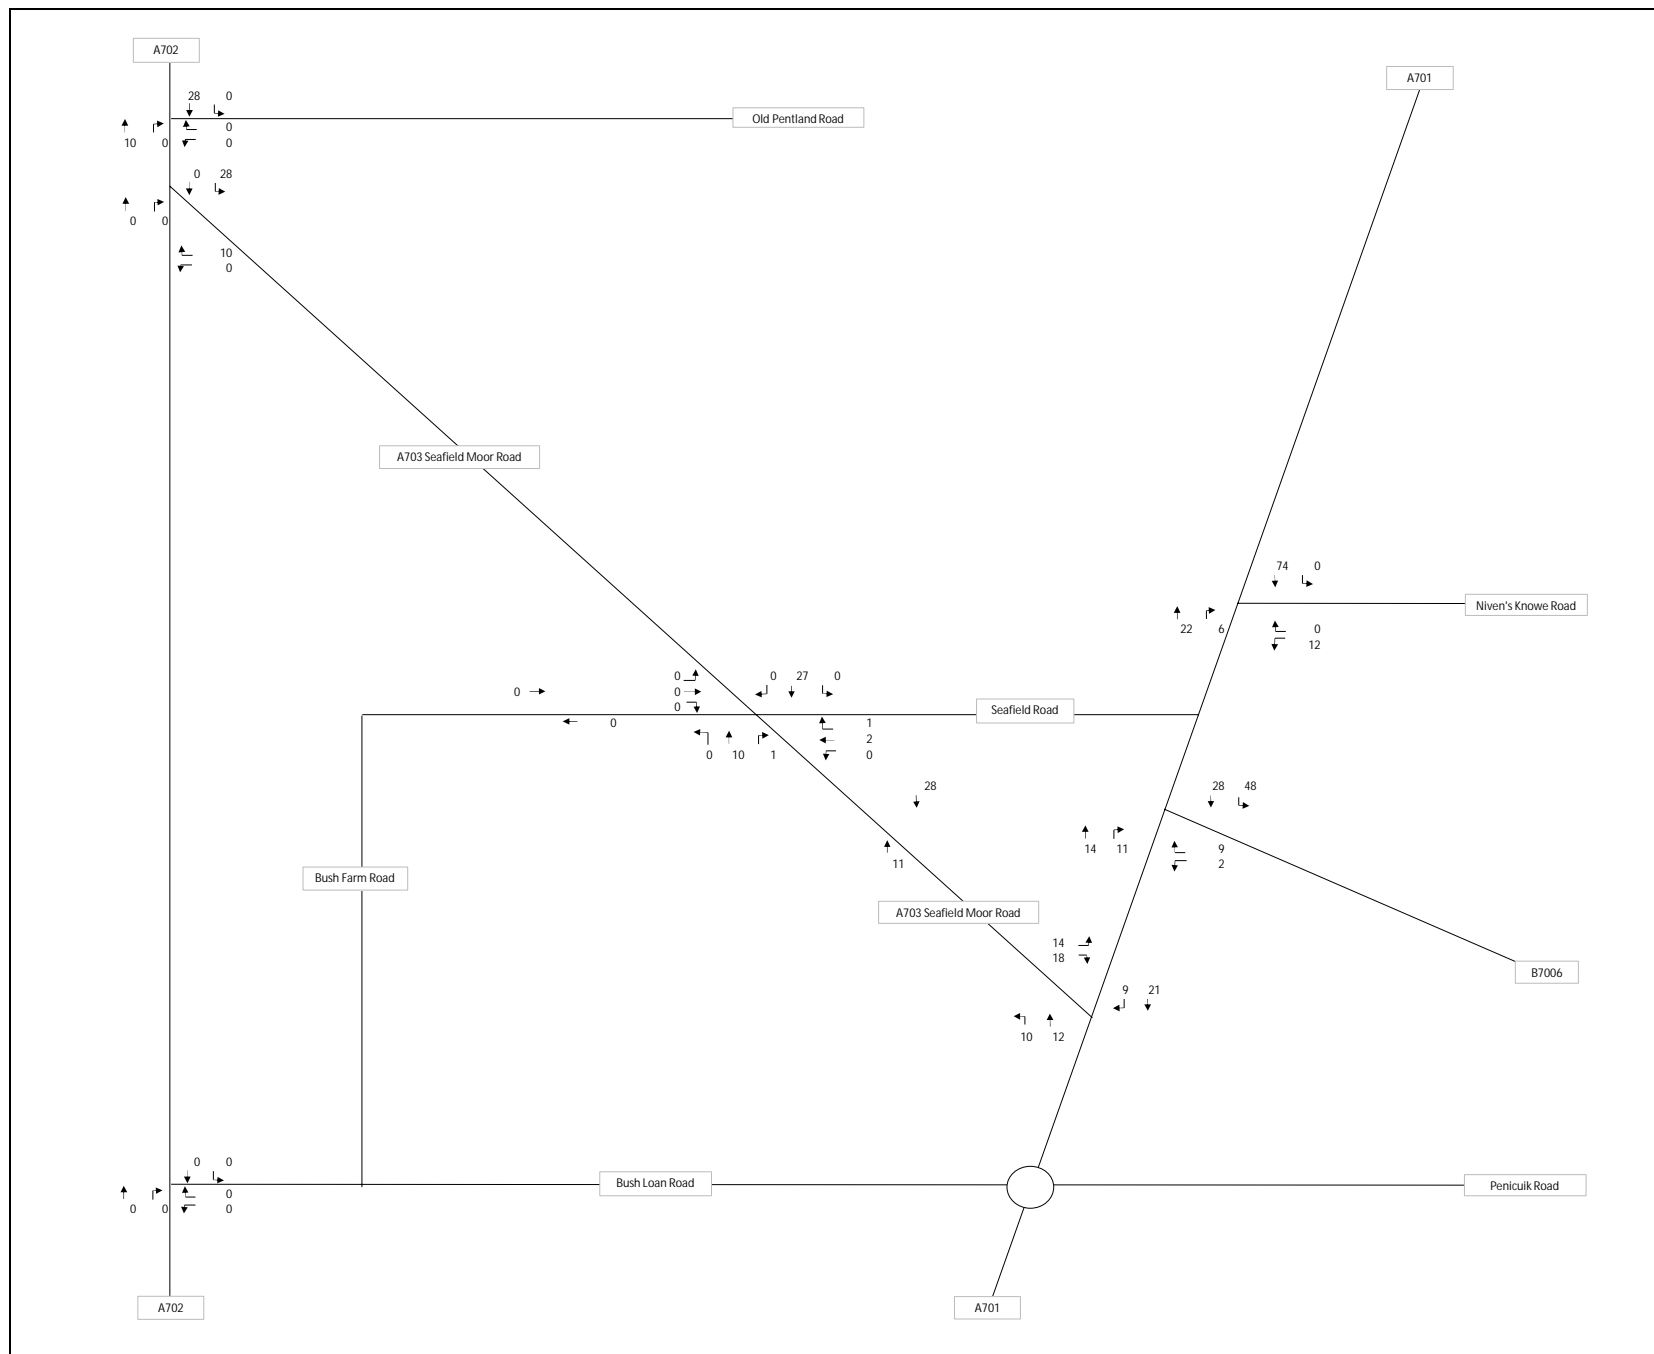 A702
A701
28 0
Old Pentland Road
0
10 0 0
0 28
0 0
10
0
A703 Seafield Moor Road
74 0
Niven's Knowe Road
22 6 0
12
0 0 27 0
0 0
0
Seafield Road
0 1
2
0 10 1 0
28
28 48
14 11 9
11 2
Bush Farm Road
A703 Seafield Moor Road
14
18
B7006
9 21
10 12
0 0
Bush Loan Road
Penicuik Road
0
0 0 0
A702
A701